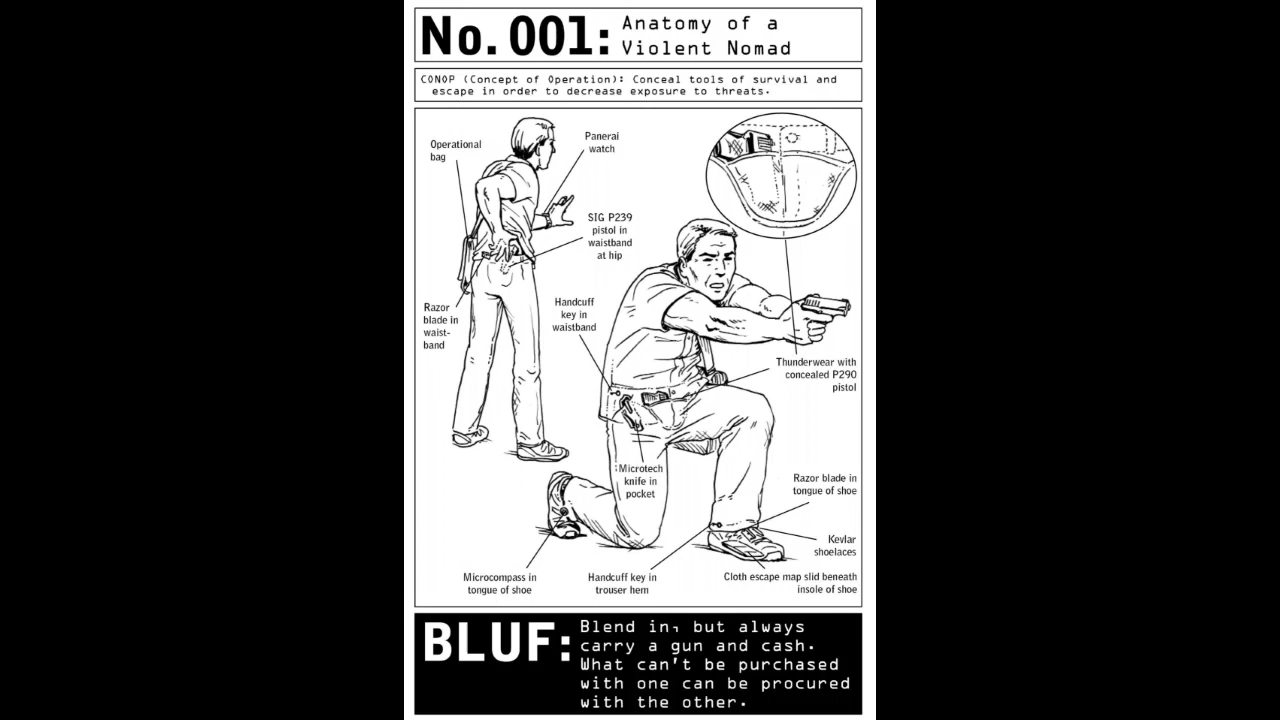 No. 001:
Anatomy of a
Violent Nomad
CONOP (Concept of Operation): Conceal tools of survival and
escape in order to decrease exposure to threats.
Operational
bag
Panerai
watch
SIG P239
pistol in
waistband
at hip
Razor
blade in
waist-
band
Handcuff
key in
waistband
Thunderwear with
concealed P290
pistol
Microtech
knife in
pocket
Razor blade in
tongue of shoe
Kevlar
shoelaces
Microcompass in
tongue of shoe
Handcuff key in
trouser hem
Cloth escape map slid beneath
insole of shoe
BLUF:
Blend in, but always
carry a gun and cash.
What can't be purchased
with one can be procured
with the other.